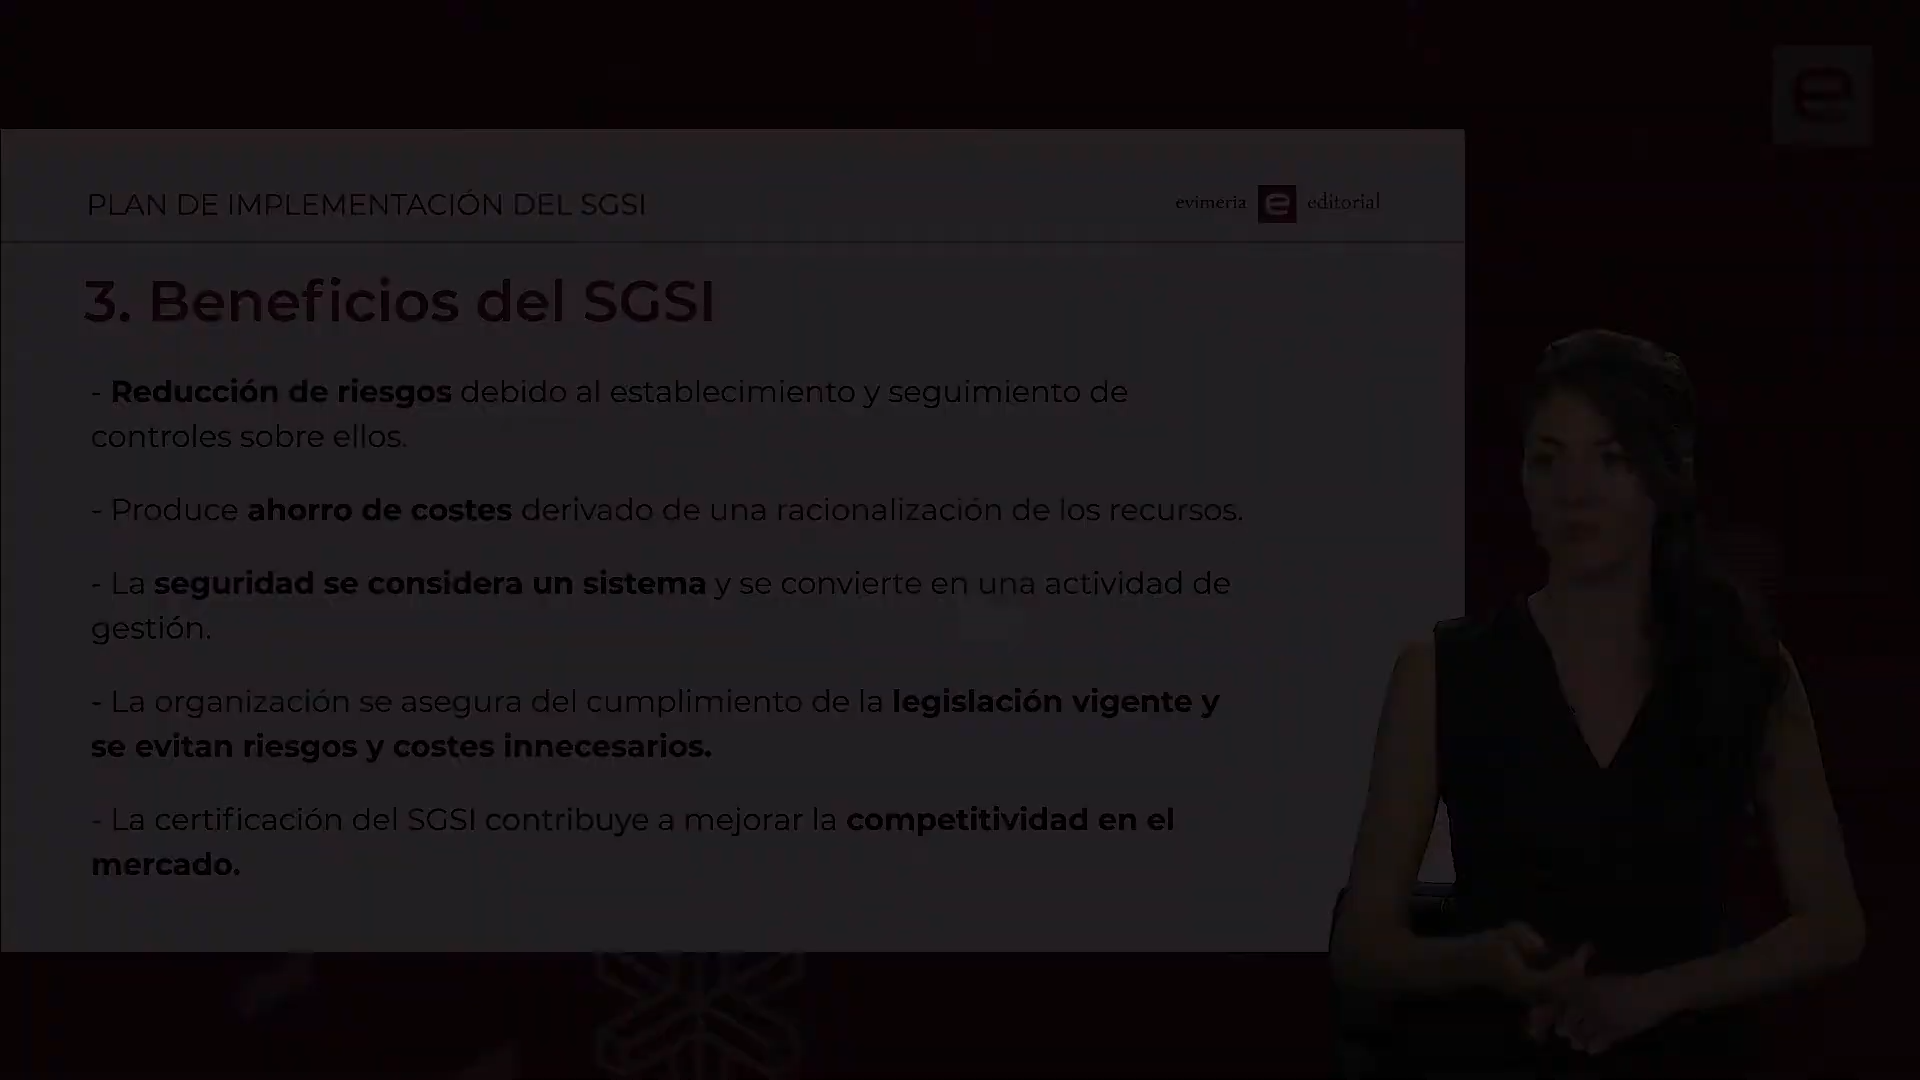 PLAN DE IMPLEMENTACIÓN DEL SGSI
evimeria e editorial
3. Beneficios del SGSI
- Reducción de riesgos debido al establecimiento y seguimiento de
controles sobre ellos.
- Produce ahorro de costes derivado de una racionalización de los recursos.
- La seguridad se considera un sistema y se convierte en una actividad de
gestión.
- La organización se asegura del cumplimiento de la legislación vigente y
se evitan riesgos y costes innecesarios.
- La certificación del SGSI contribuye a mejorar la competitividad en el
mercado.
e